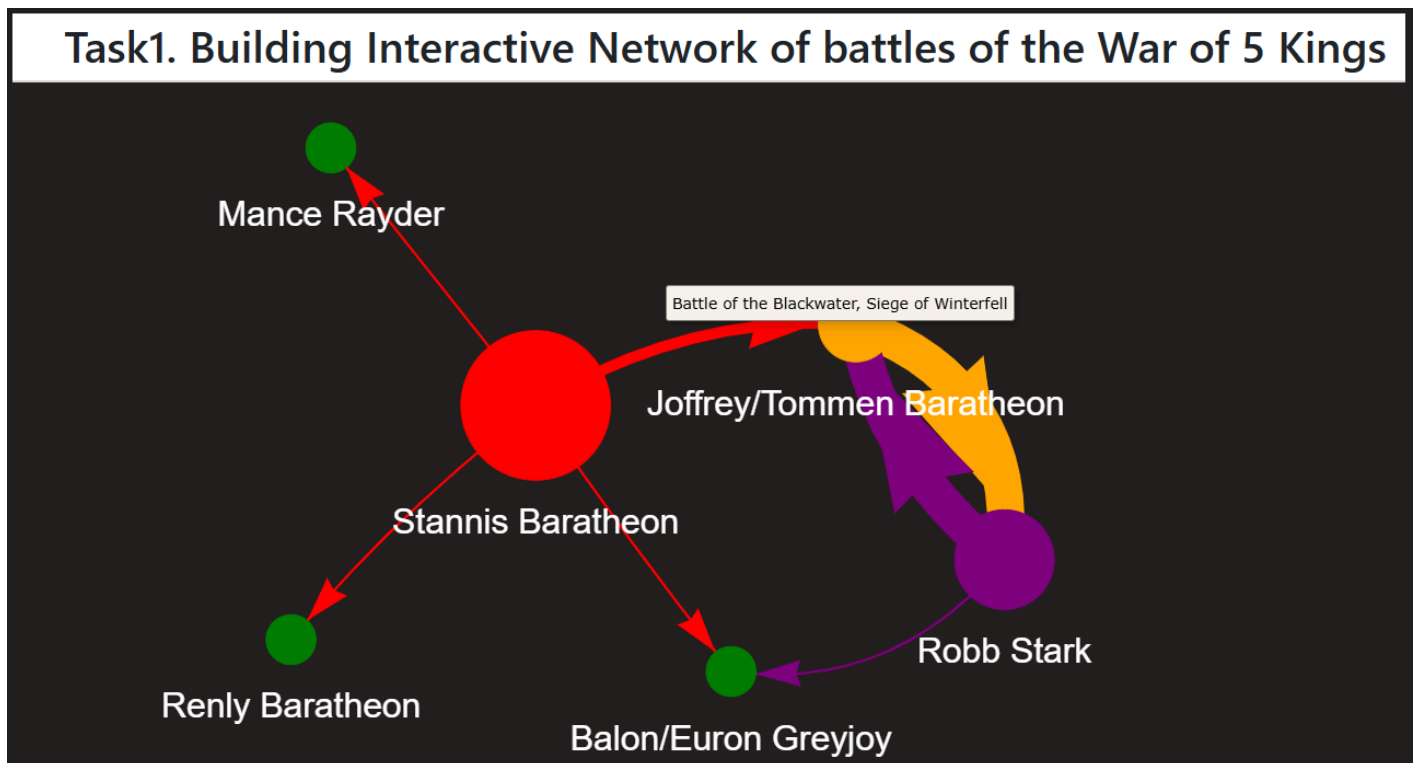 Task1. Building Interactive Network of battles of the War of 5 Kings
Mance Rayder
Battle of the Blackwater, Siege of Winterfell
Joffrey/Tommen Baratheon
Stannis Baratheon
Robb Stark
Renly Baratheon
Balon/Euron Greyjoy